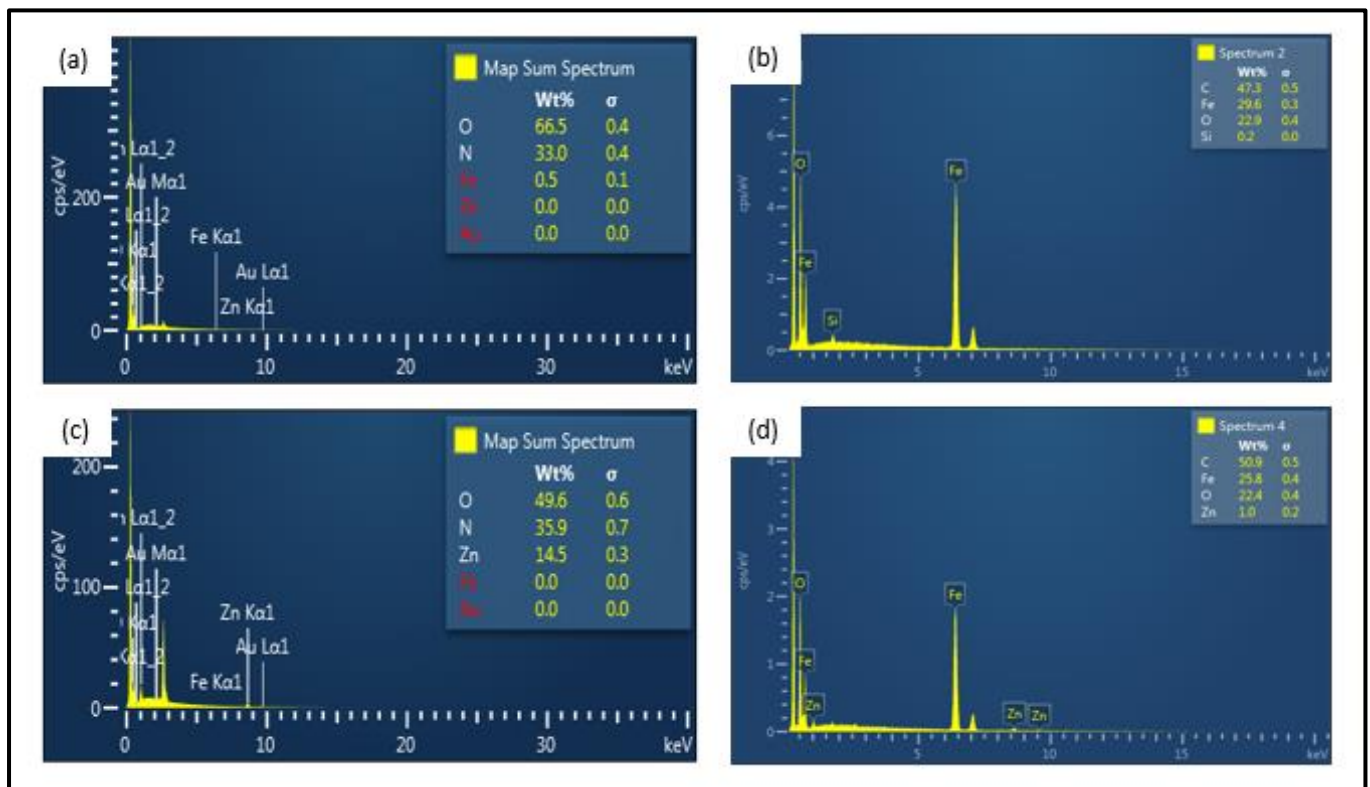 (a)
Map Sum Spectrum
Wt% σ
O 66.5 0.4
N 33.0 0.4
Fe 0.5 0.1
0.0 0.0
0.0 0.0
cps/eV
200
0
Lα1_2
Au Mα1
Lα1_2
Kα1
Kα1_2
Fe Kα1
Au Lα1
Zn Kα1
0 10 20 30 keV
(b)
Spectrum 2
Wt% σ
C 47.3 0.5
Fe 29.6 0.3
O 22.9 0.4
Si 0.2 0.0
cps/eV
6
4
2
0
O
Fe
Fe
Si
5 10 15 keV
(c)
Map Sum Spectrum
Wt% σ
O 49.6 0.6
N 35.9 0.7
Zn 14.5 0.3
0.0 0.0
0.0 0.0
cps/eV
200
100
0
Lα1_2
Au Mα1
Lα1_2
Kα1
Kα1_2
Zn Kα1
Au Lα1
Fe Kα1
0 10 20 30 keV
(d)
Spectrum 4
Wt% σ
C 50.9 0.5
Fe 25.8 0.4
O 22.4 0.4
Zn 1.0 0.2
cps/eV
4
3
2
1
0
O
Fe
Fe
Zn
Zn Zn
5 10 15 keV